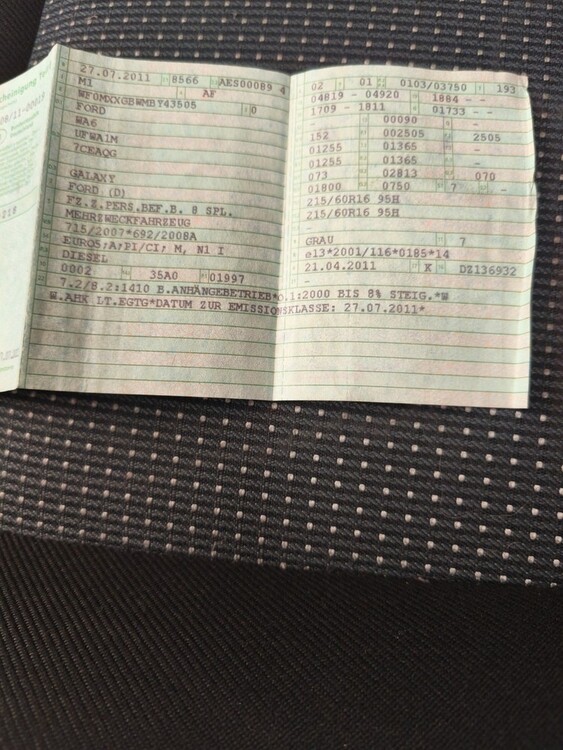 27.07.2011 8566 AES00089 4
M1 AF
WF0MXXGBWMBY43505 0
FORD
WA6
UFWA1M
7CEAQG
GALAXY
FORD (D)
FZ.Z.PERS.BEF.B. 8 SPL.
MEHRZWECKFAHRZEUG
715/2007*692/2008A
EURO5;A;PI/CI; M, N1 I
DIESEL
0002 35A0 01997
7.2/8.2:1410 B.ANHÄNGEBETRIEB*O.1:2000 BIS 8% STEIG.*W
W.AHK LT.EGTG*DATUM ZUR EMISSIONSKLASSE: 27.07.2011*
02 01 0103/03750 193
04819 - 04920 1864 - -
1709 - 1811 01733 - -
00090 -
152 002505 2505
01255 01365 -
01255 01365 -
073 02813 070
01800 0750 7 -
215/60R16 95H
215/60R16 95H
-
GRAU 7
e13*2001/116*0185*14
21.04.2011 K DZ136932
-